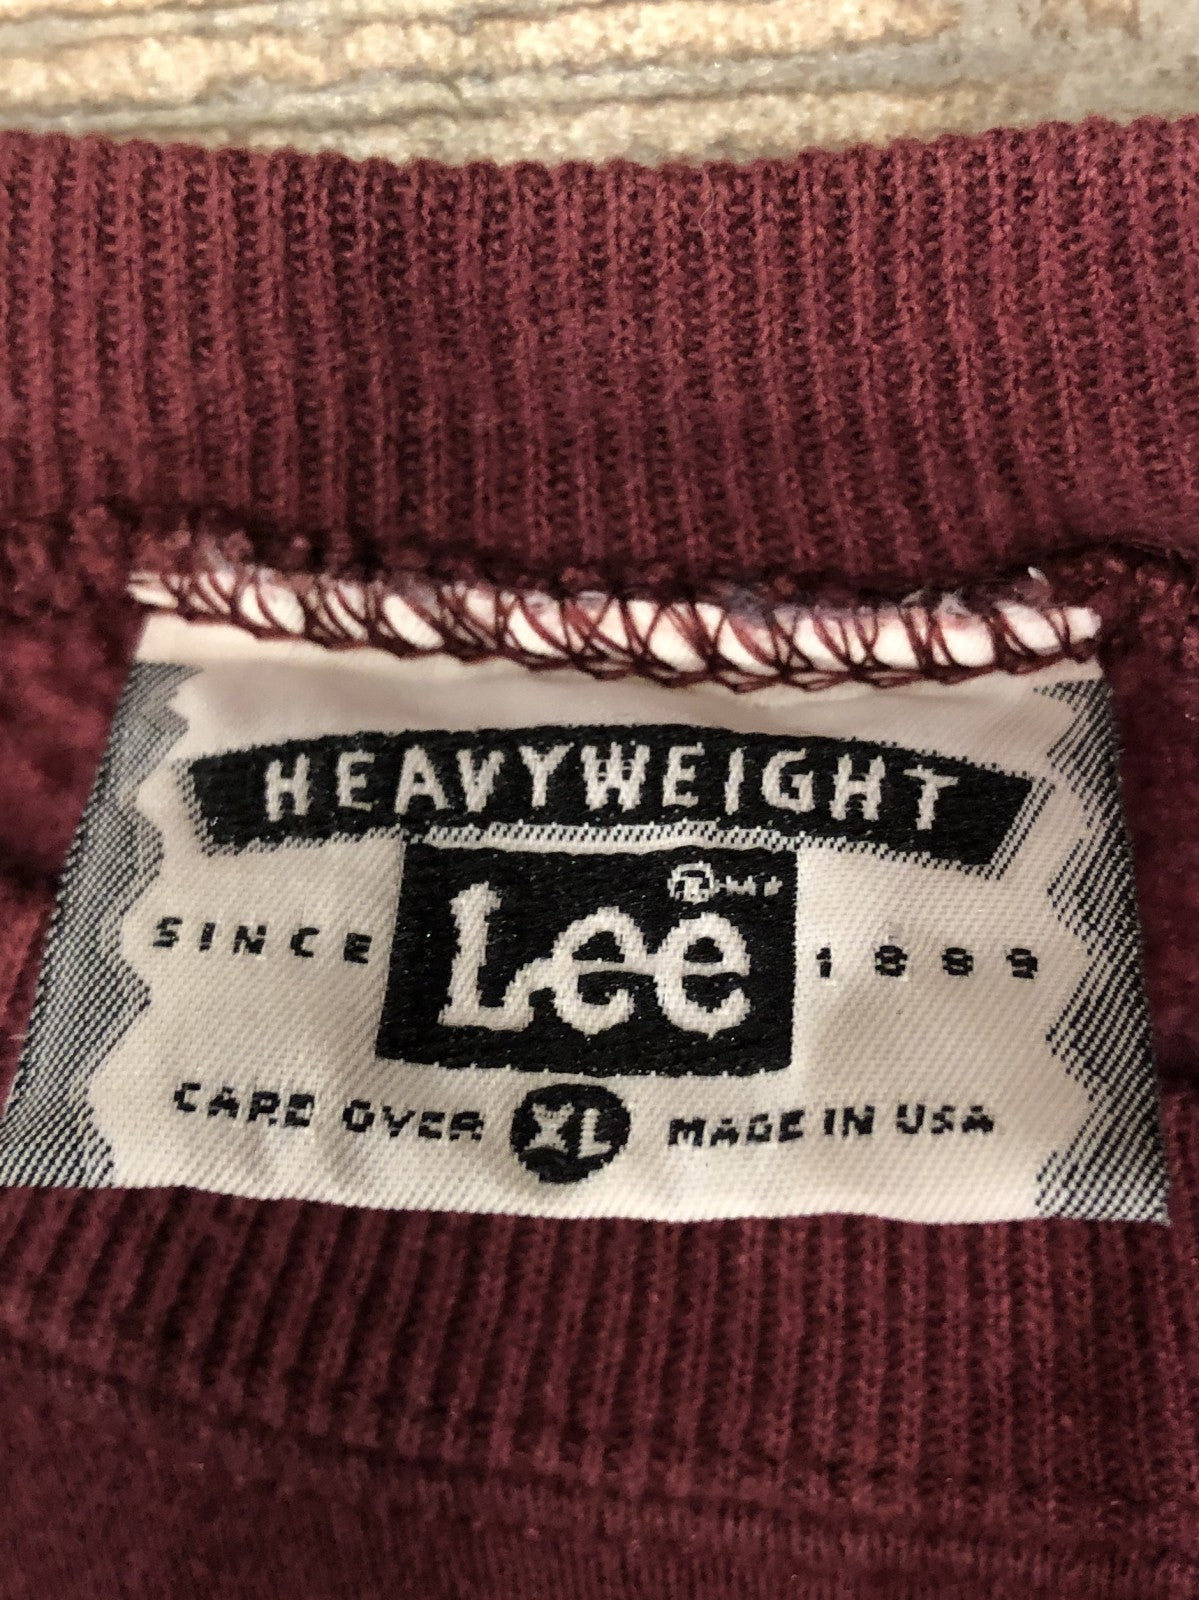 HEAVYWEIGHT
SINCE Lee ® 1889
CARE OVER XL MADE IN USA